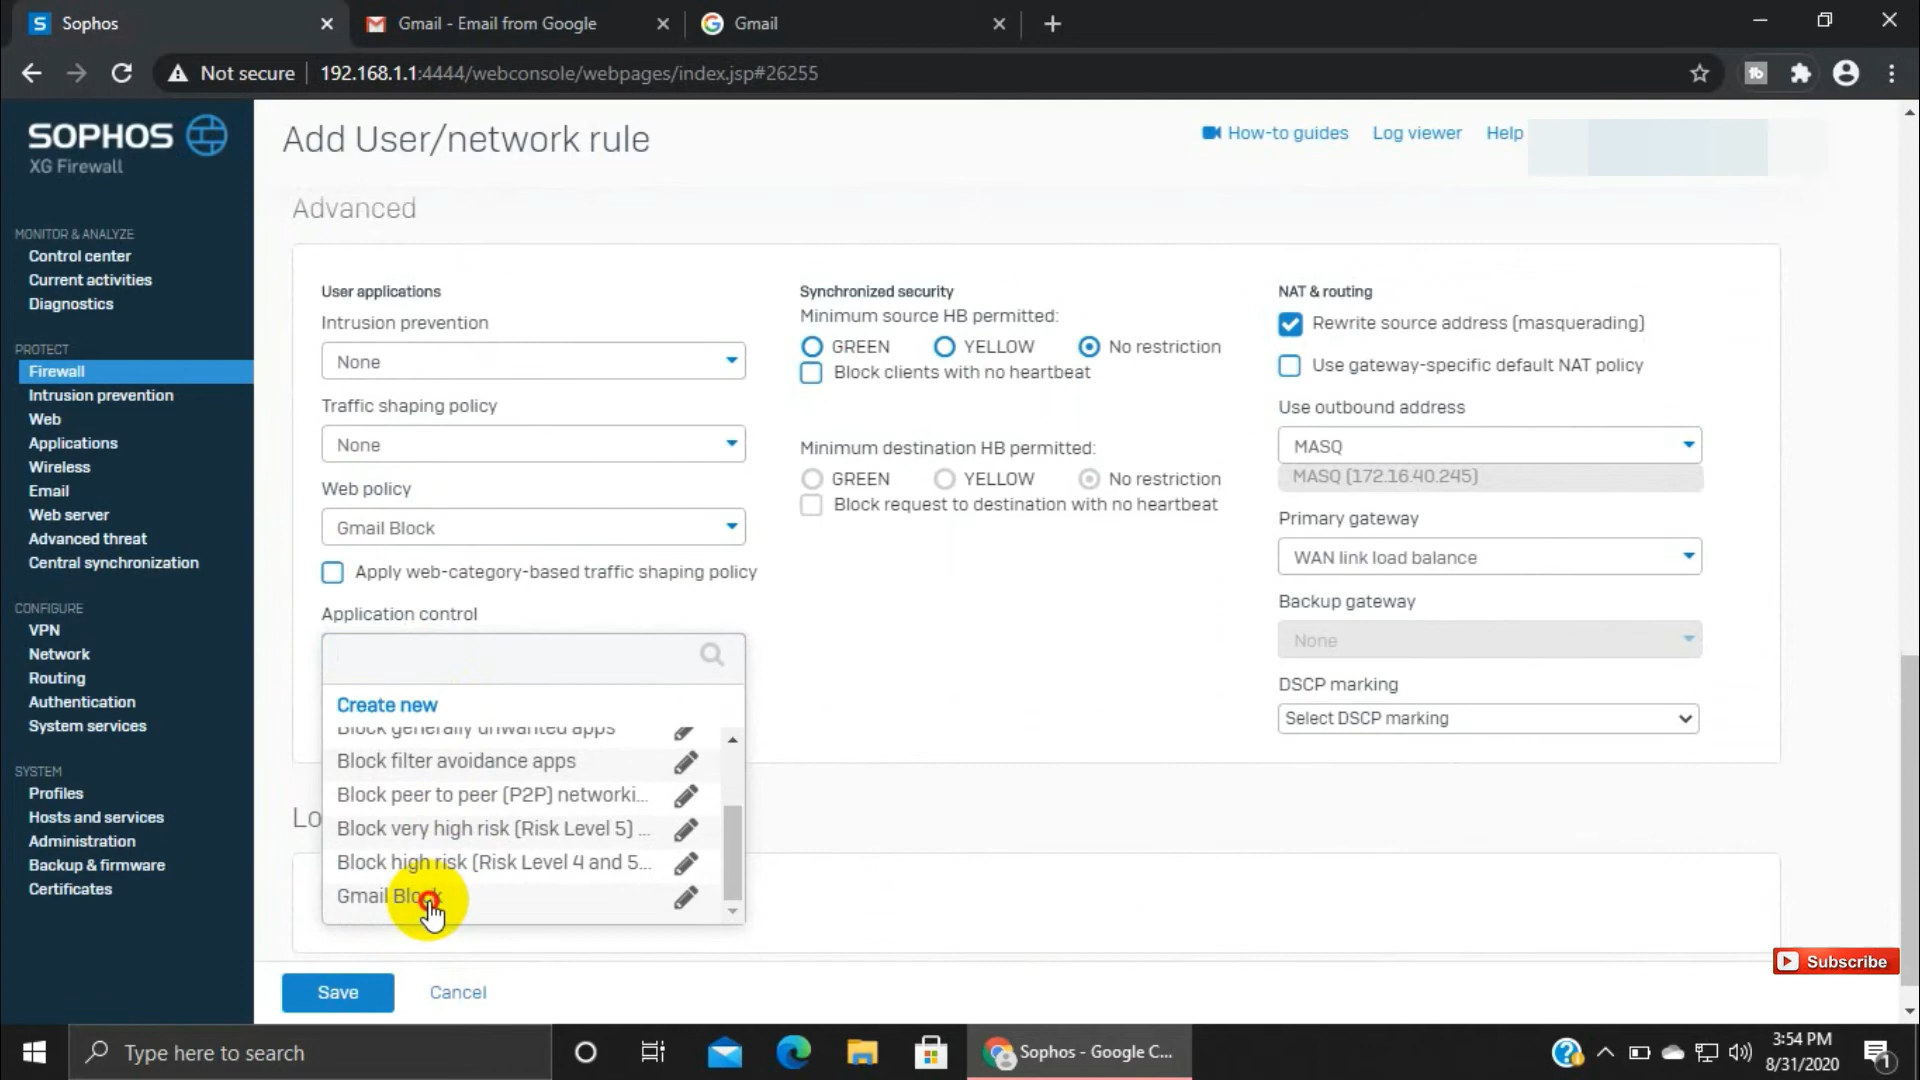 Sophos
Gmail - Email from Google
Gmail
Not secure
192.168.1.1:4444/webconsole/webpages/index.jsp#26255
SOPHOS
XG Firewall
Add User/network rule
How-to guides
Log viewer
Help
MONITOR & ANALYZE
Control center
Current activities
Diagnostics
PROTECT
Firewall
Intrusion prevention
Web
Applications
Wireless
Email
Web server
Advanced threat
Central synchronization
CONFIGURE
VPN
Network
Routing
Authentication
System services
SYSTEM
Profiles
Hosts and services
Administration
Backup & firmware
Certificates
Advanced
User applications
Intrusion prevention
None
Traffic shaping policy
None
Web policy
Gmail Block
Apply web-category-based traffic shaping policy
Application control
Create new
Block generally unwanted apps
Block filter avoidance apps
Block peer to peer (P2P) networki...
Block very high risk (Risk Level 5) ...
Block high risk (Risk Level 4 and 5...
Gmail Block
Synchronized security
Minimum source HB permitted:
GREEN
YELLOW
No restriction
Block clients with no heartbeat
Minimum destination HB permitted:
GREEN
YELLOW
No restriction
Block request to destination with no heartbeat
NAT & routing
Rewrite source address (masquerading)
Use gateway-specific default NAT policy
Use outbound address
MASQ
MASQ (172.16.40.245)
Primary gateway
WAN link load balance
Backup gateway
None
DSCP marking
Select DSCP marking
Lo
Save
Cancel
Subscribe
Type here to search
Sophos - Google C...
3:54 PM
8/31/2020
1